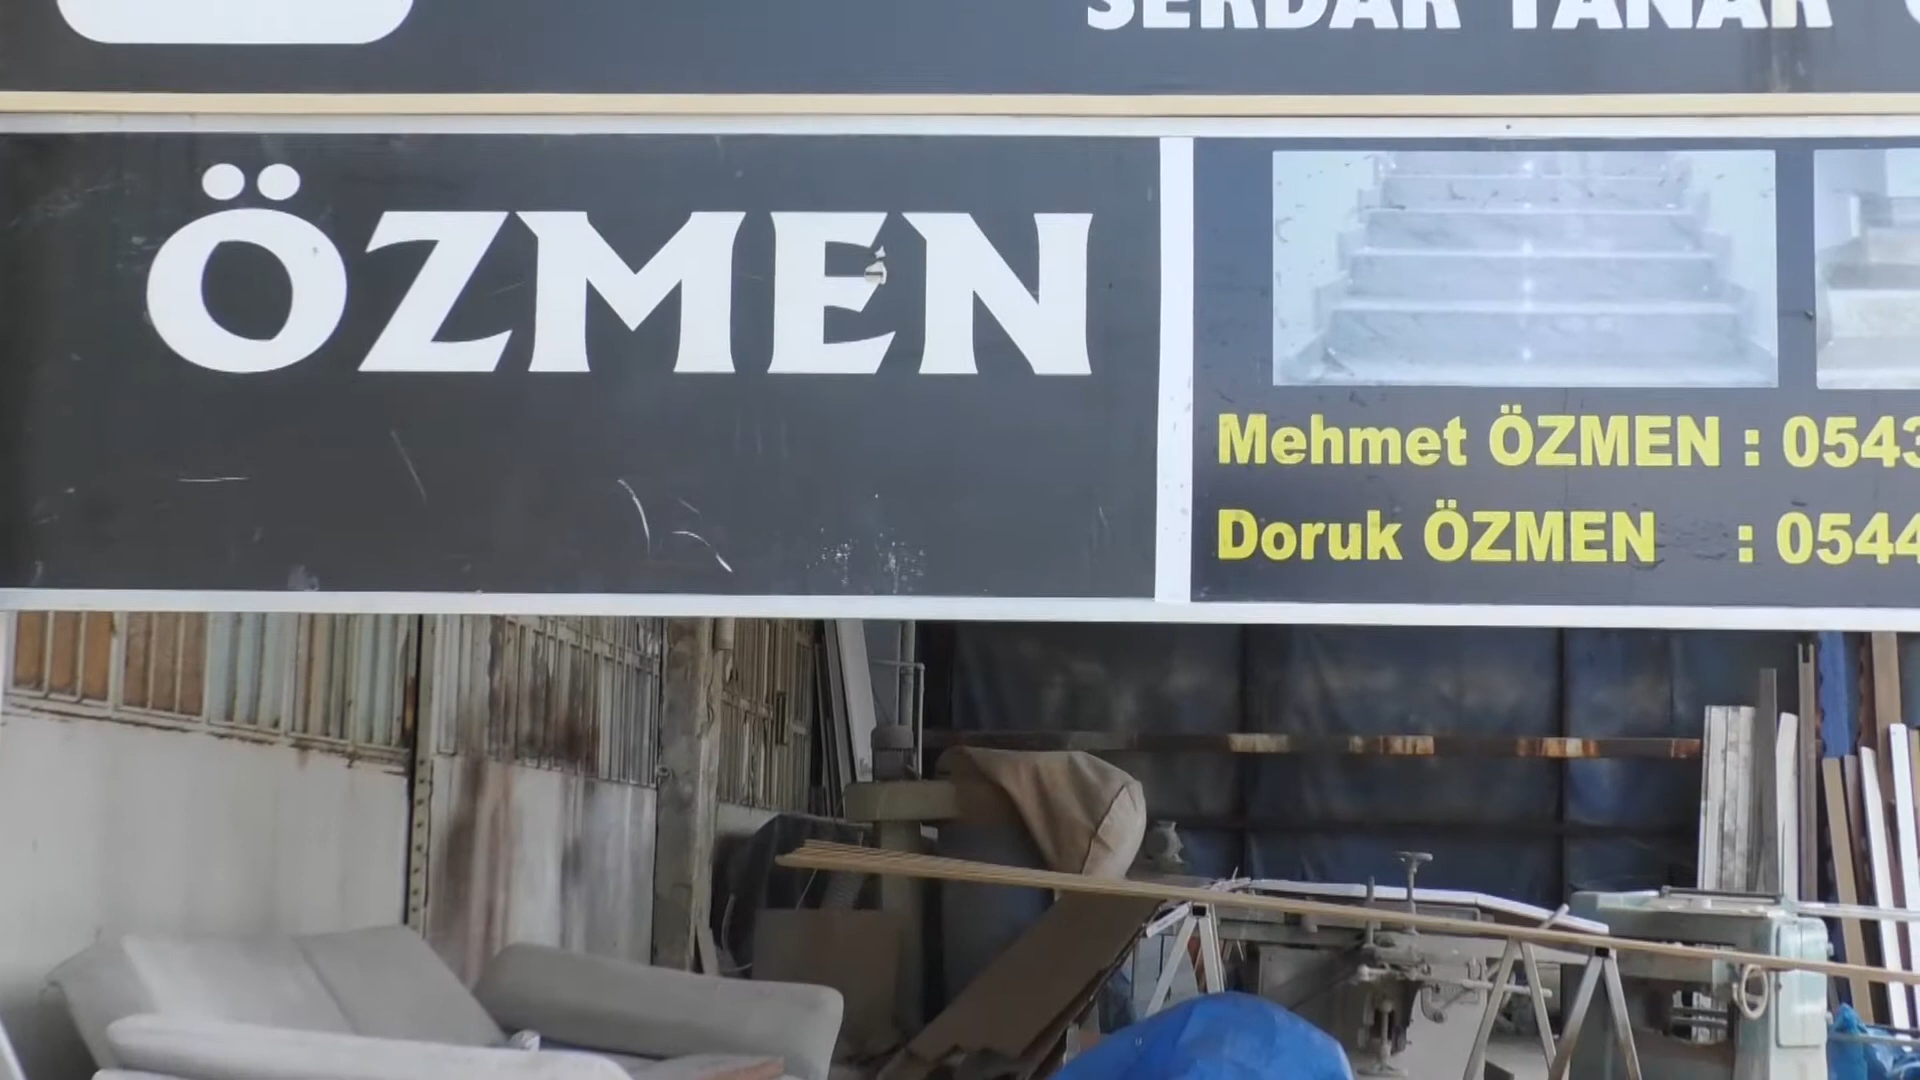 SERDAR TANAR
ÖZMEN
Mehmet ÖZMEN : 0543
Doruk ÖZMEN : 0544